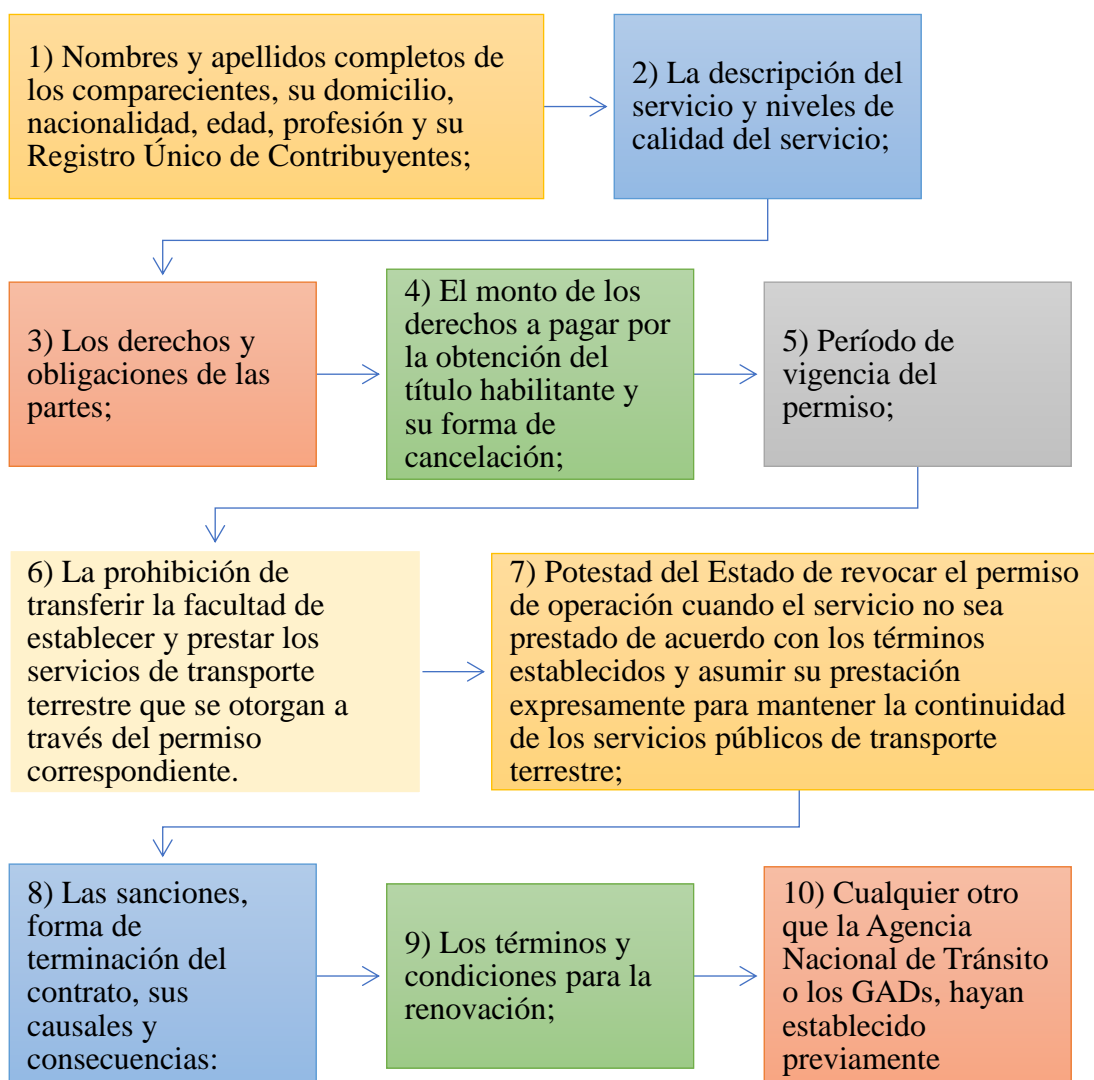 1) Nombres y apellidos completos de
los comparecientes, su domicilio,
nacionalidad, edad, profesión y su
Registro Único de Contribuyentes;
2) La descripción del
servicio y niveles de
calidad del servicio;
3) Los derechos y
obligaciones de las
partes;
4) El monto de los
derechos a pagar por
la obtención del
título habilitante y
su forma de
cancelación;
5) Período de
vigencia del
permiso;
6) La prohibición de
transferir la facultad de
establecer y prestar los
servicios de transporte
terrestre que se otorgan a
través del permiso
correspondiente.
7) Potestad del Estado de revocar el permiso
de operación cuando el servicio no sea
prestado de acuerdo con los términos
establecidos y asumir su prestación
expresamente para mantener la continuidad
de los servicios públicos de transporte
terrestre;
8) Las sanciones,
forma de
terminación del
contrato, sus
causales y
consecuencias:
9) Los términos y
condiciones para la
renovación;
10) Cualquier otro
que la Agencia
Nacional de Tránsito
o los GADs, hayan
establecido
previamente